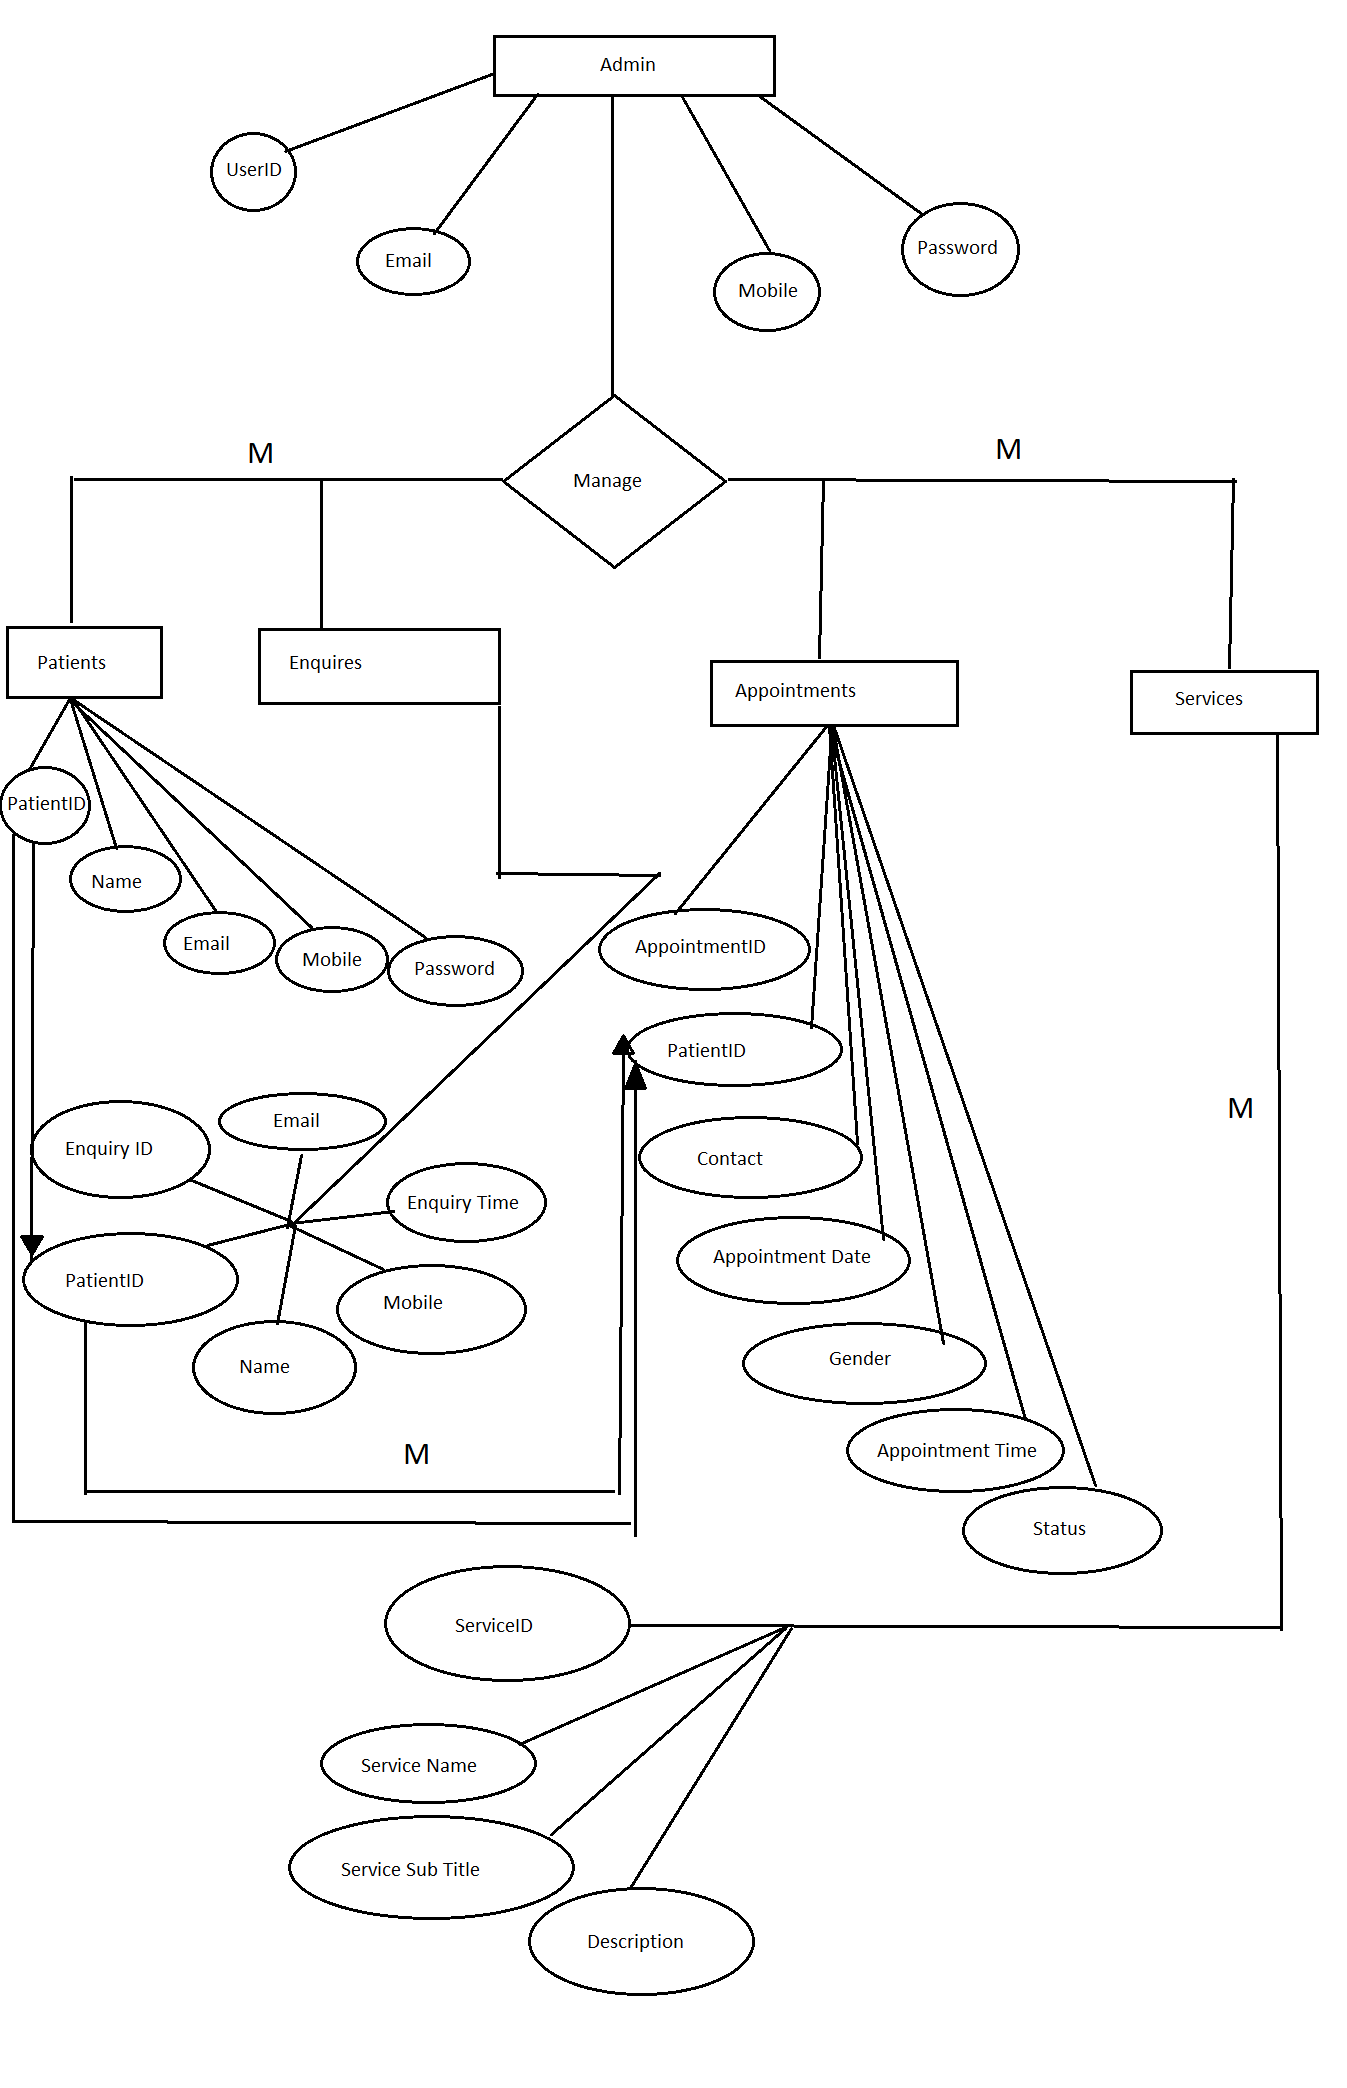 Admin
UserID
Email
Mobile
Password
M
M
Manage
Patients
Enquires
Appointments
Services
PatientID
Name
Email
Mobile
Password
AppointmentID
PatientID
Contact
Appointment Date
Gender
Appointment Time
Status
M
Enquiry ID
Email
Enquiry Time
PatientID
Mobile
Name
M
ServiceID
Service Name
Service Sub Title
Description